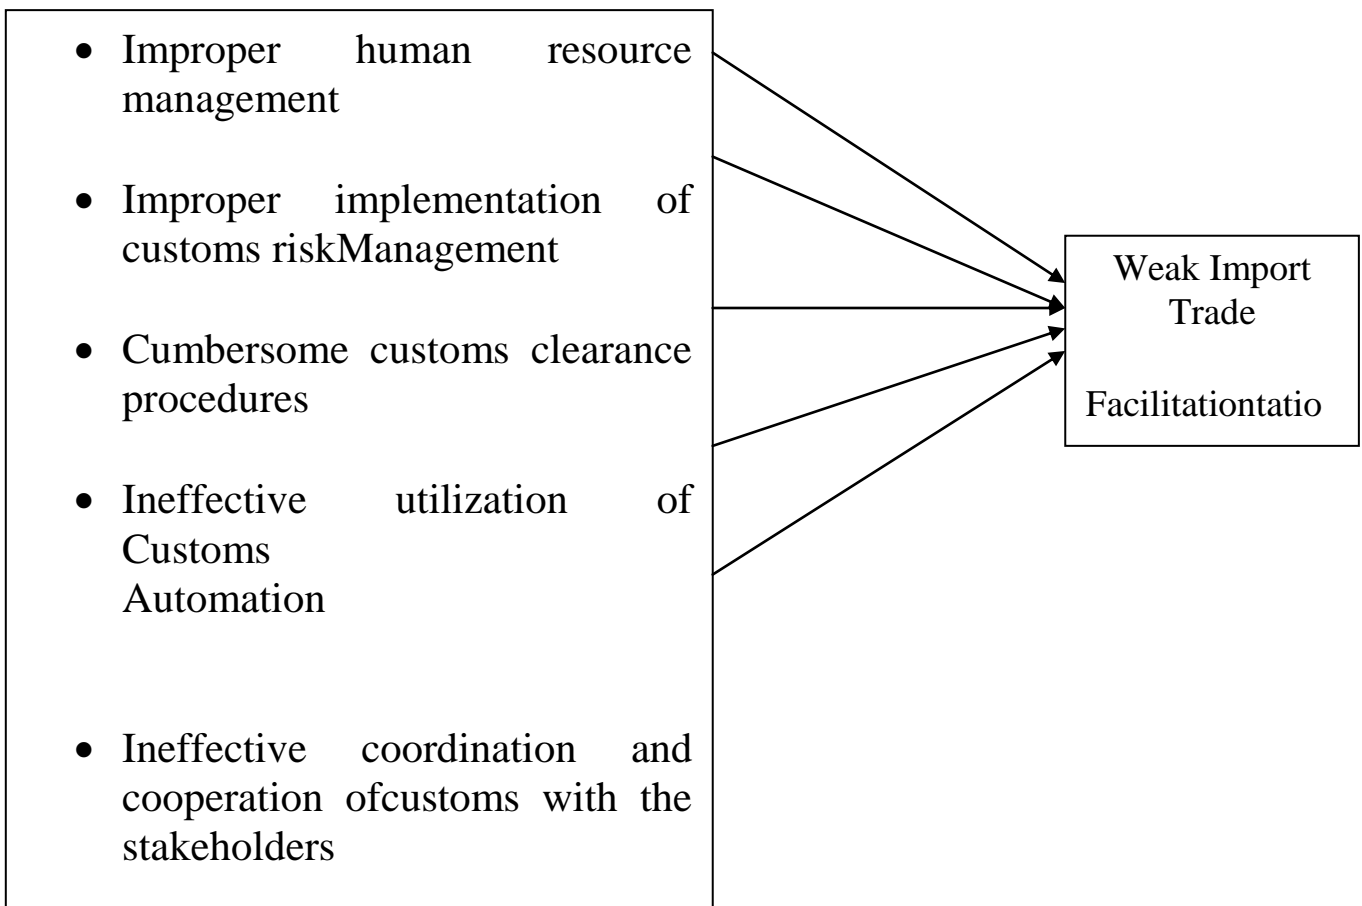 • Improper human resource
management
• Improper implementation of
customs riskManagement
• Cumbersome customs clearance
procedures
• Ineffective utilization of
Customs
Automation
• Ineffective coordination and
cooperation ofcustoms with the
stakeholders
Weak Import
Trade
Facilitationtatio